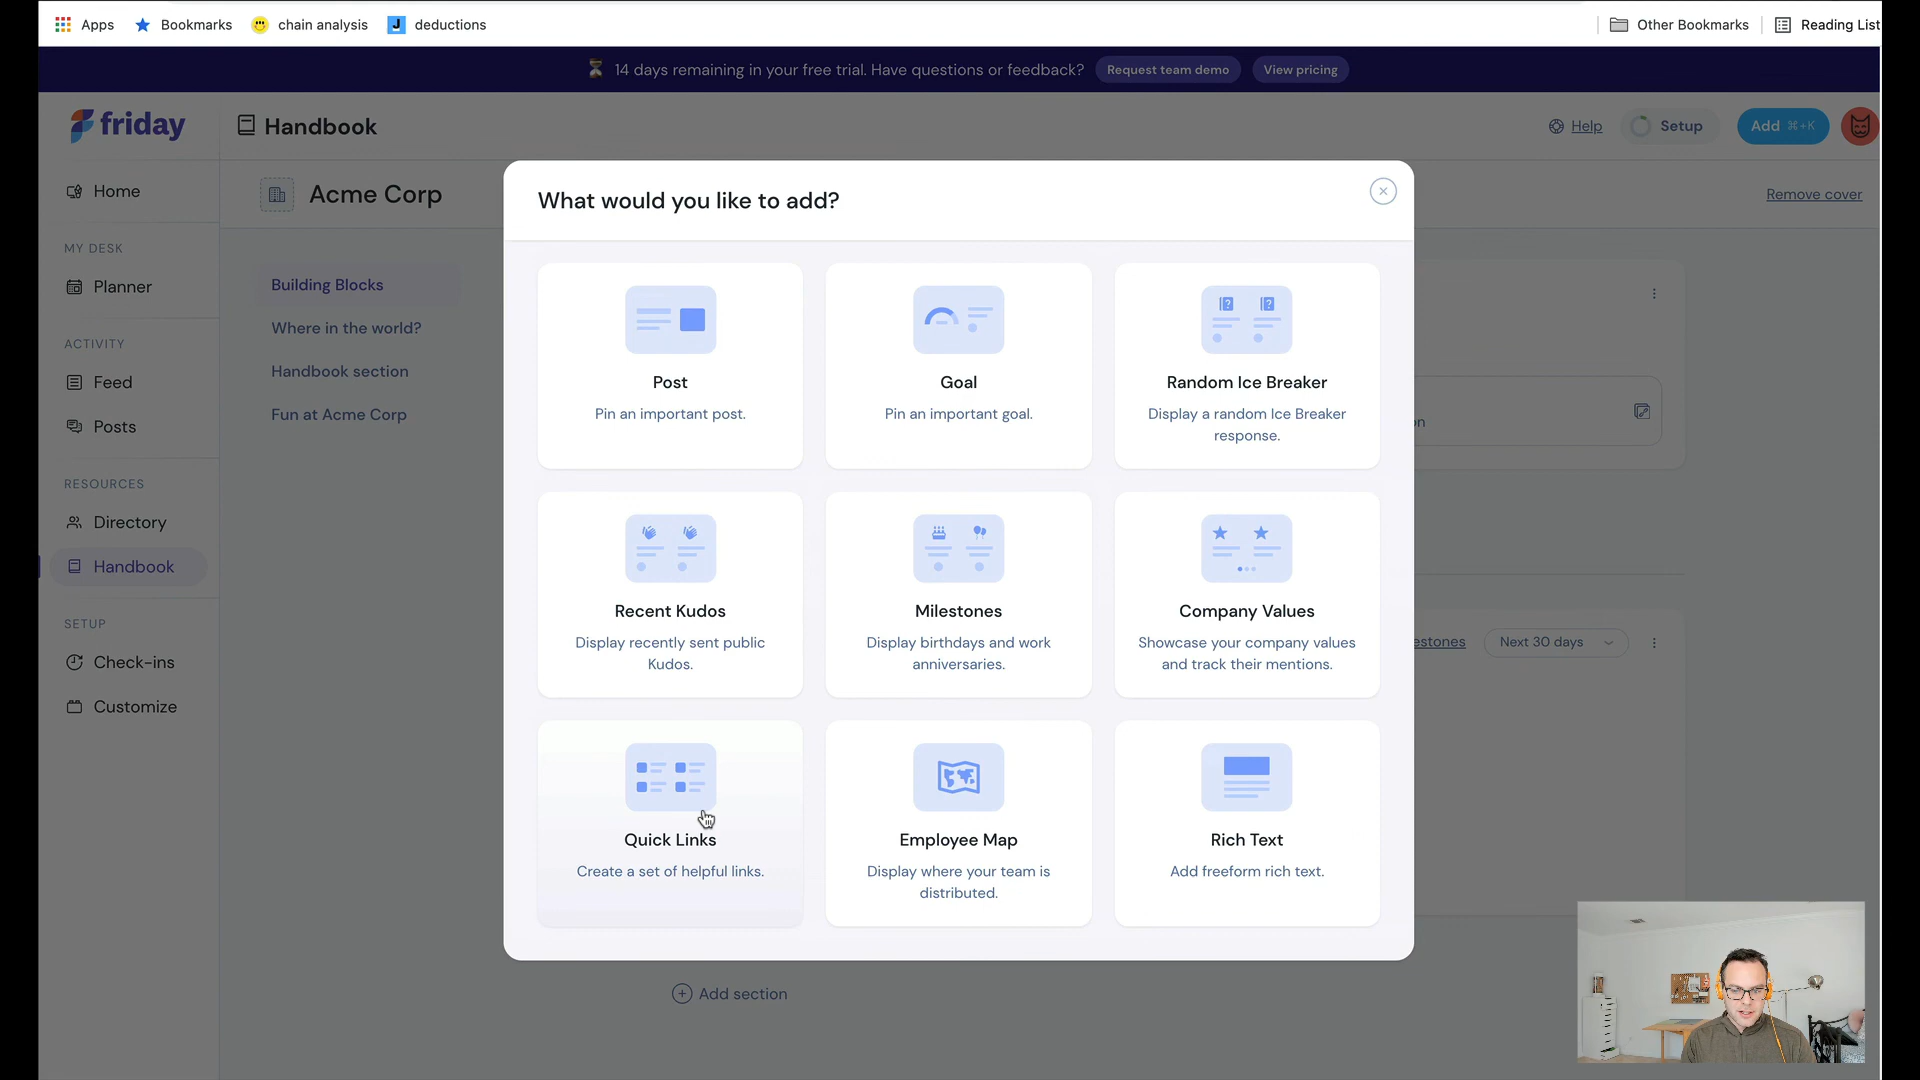 Apps
Bookmarks
chain analysis
J
deductions
Other Bookmarks
Reading List
14 days remaining in your free trial. Have questions or feedback?
Request team demo
View pricing
friday
Handbook
Help
Setup
Add ⌘+K
Home
MY DESK
Planner
ACTIVITY
Feed
Posts
RESOURCES
Directory
Handbook
SETUP
Check-ins
Customize
Acme Corp
Remove cover
Building Blocks
Where in the world?
Handbook section
Fun at Acme Corp
What would you like to add?
Post
Pin an important post.
Goal
Pin an important goal.
Random Ice Breaker
Display a random Ice Breaker
response.
Recent Kudos
Display recently sent public
Kudos.
Milestones
Display birthdays and work
anniversaries.
Company Values
Showcase your company values
and track their mentions.
Quick Links
Create a set of helpful links.
Employee Map
Display where your team is
distributed.
Rich Text
Add freeform rich text.
on
estones
Next 30 days
Add section